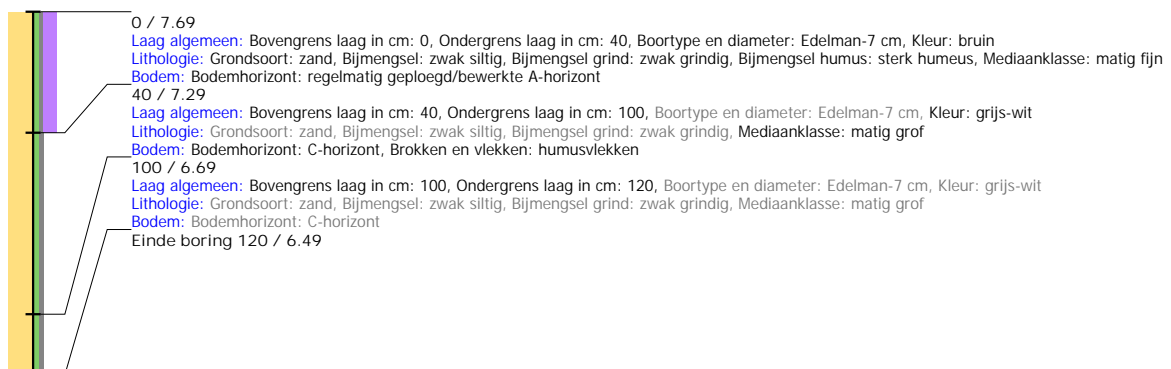 0 / 7.69
Laag algemeen: Bovengrens laag in cm: 0, Ondergrens laag in cm: 40, Boortype en diameter: Edelman-7 cm, Kleur: bruin
Lithologie: Grondsoort: zand, Bijmengsel: zwak siltig, Bijmengsel grind: zwak grindig, Bijmengsel humus: sterk humeus, Mediaanklasse: matig fijn
Bodem: Bodemhorizont: regelmatig geploegd/bewerkte A-horizont
40 / 7.29
Laag algemeen: Bovengrens laag in cm: 40, Ondergrens laag in cm: 100, Boortype en diameter: Edelman-7 cm, Kleur: grijs-wit
Lithologie: Grondsoort: zand, Bijmengsel: zwak siltig, Bijmengsel grind: zwak grindig, Mediaanklasse: matig grof
Bodem: Bodemhorizont: C-horizont, Brokken en vlekken: humusvlekken
100 / 6.69
Laag algemeen: Bovengrens laag in cm: 100, Ondergrens laag in cm: 120, Boortype en diameter: Edelman-7 cm, Kleur: grijs-wit
Lithologie: Grondsoort: zand, Bijmengsel: zwak siltig, Bijmengsel grind: zwak grindig, Mediaanklasse: matig grof
Bodem: Bodemhorizont: C-horizont
Einde boring 120 / 6.49